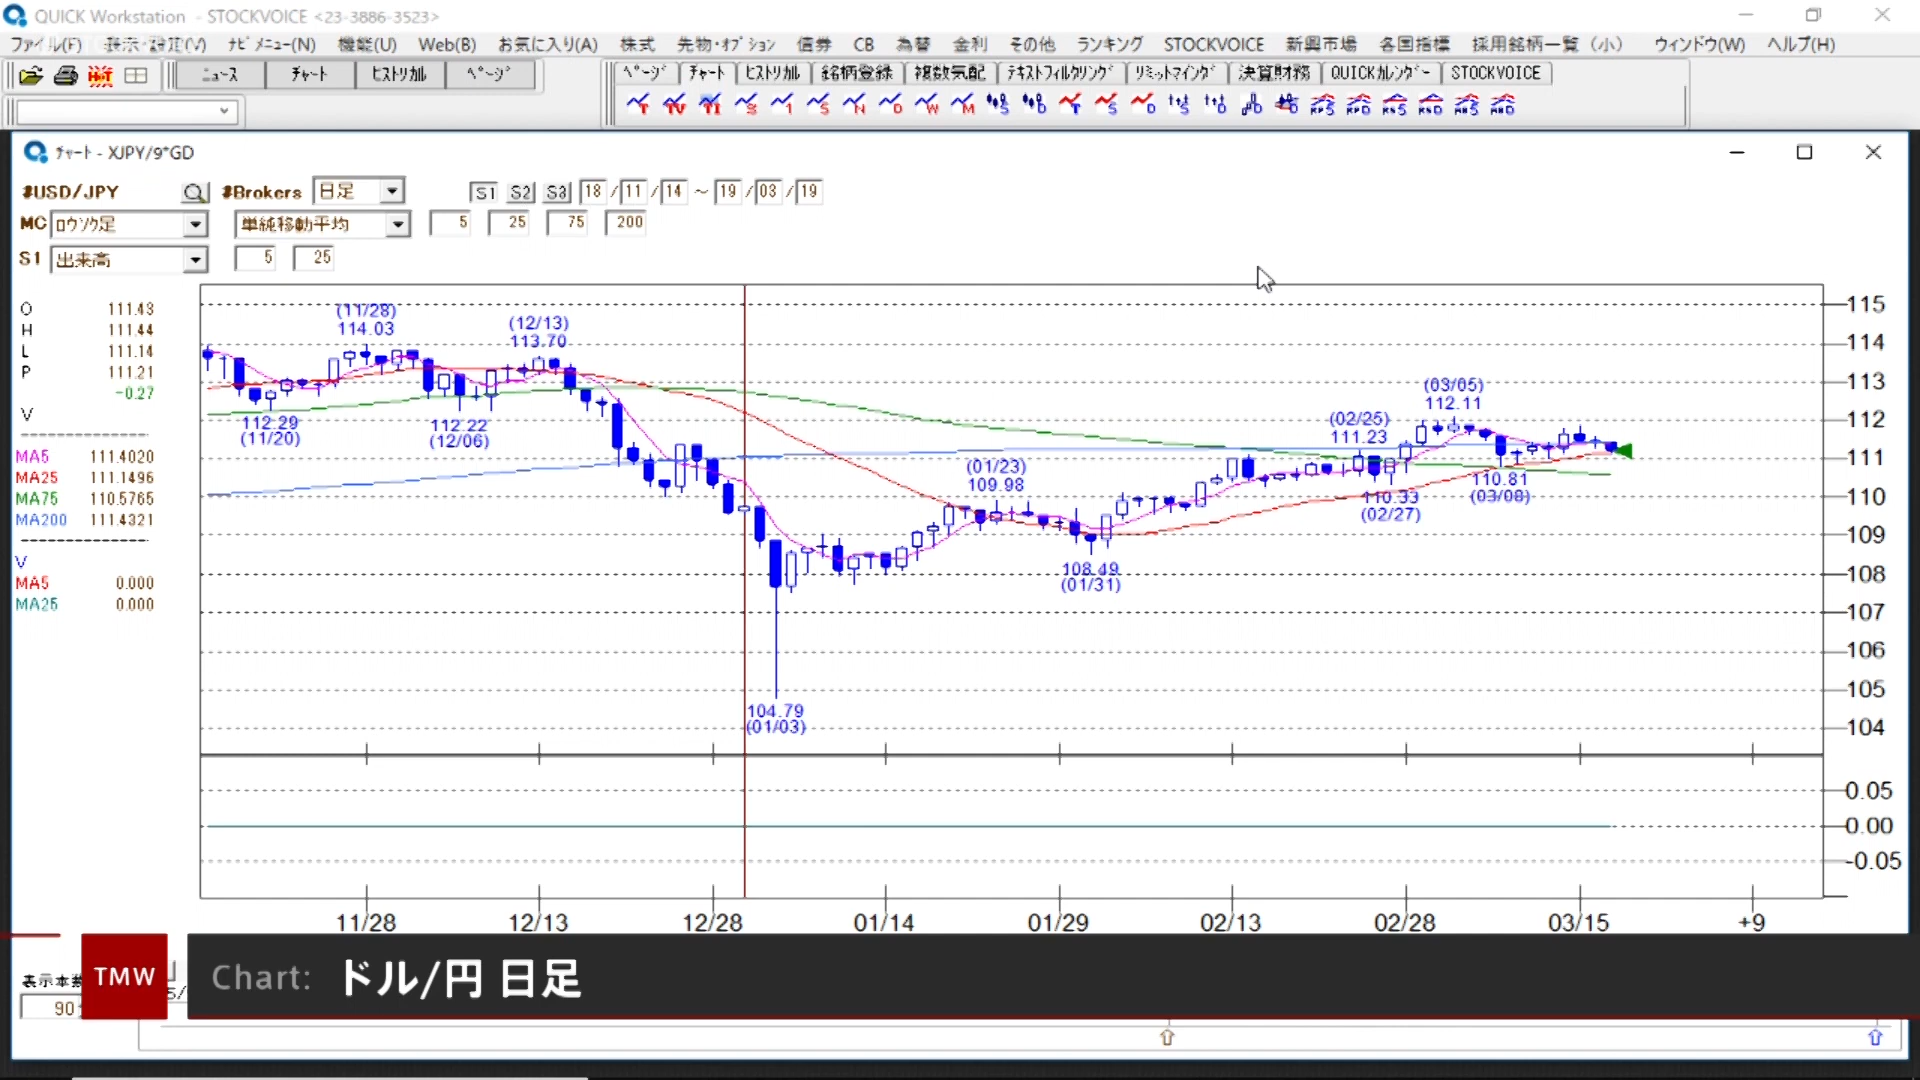 QUICK Workstation - STOCKVOICE <23-3886-3523>
ファイル(F) 表示・設定(V) ナビメニュー(N) 機能(U) Web(B) お気に入り(A) 株式 先物・オプション 債券 CB 為替 金利 その他 ランキング STOCKVOICE 新興市場 各国指標 採用銘柄一覧（小） ウィンドウ(W) ヘルプ(H)
ニュース チャート ヒストリカル ページ
ページ チャート ヒストリカル 銘柄登録 複数気配 テキストフィルタリング リミットマインダ 決算財務 QUICKカレンダー STOCKVOICE
チャート - XJPY/9*GD
#USD/JPY #Brokers 日足 S1 S2 S3 18/11/14 ～ 19/03/19
MC ロウソク足 単純移動平均 5 25 75 200
S1 出来高 5 25
O 111.43
H 111.44
L 111.14
P 111.21
-0.27
V
MA5 111.4020
MA25 111.1496
MA75 110.5765
MA200 111.4321
V
MA5 0.000
MA25 0.000
(11/28)
114.03
(12/13)
113.70
112.29
(11/20)
112.22
(12/06)
104.79
(01/03)
(01/23)
109.98
108.49
(01/31)
(02/25)
111.23
110.33
(02/27)
(03/05)
112.11
110.81
(03/08)
115
114
113
112
111
110
109
108
107
106
105
104
0.05
0.00
-0.05
11/28 12/13 12/28 01/14 01/29 02/13 02/28 03/15 +9
表示本数
90
TMW
Chart: ドル/円 日足